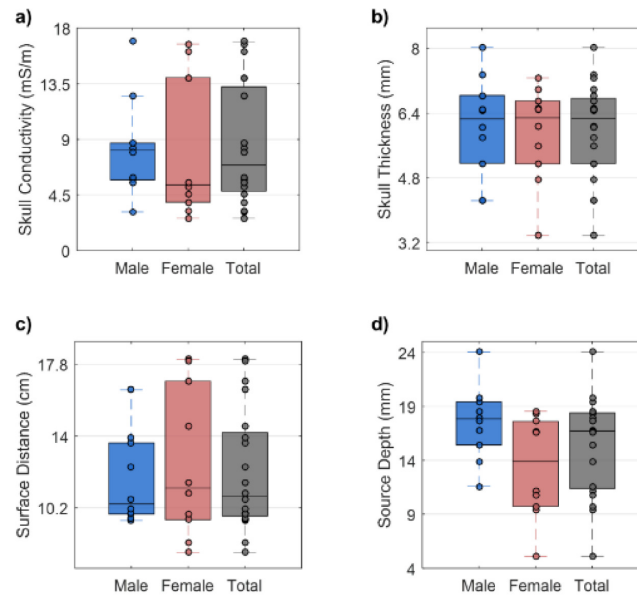 a)
Skull Conductivity (mS/m)
18
13.5
9
4.5
0
Male Female Total
b)
Skull Thickness (mm)
8
6.4
4.8
3.2
Male Female Total
c)
Surface Distance (cm)
17.8
14
10.2
Male Female Total
d)
Source Depth (mm)
24
19
14
9
4
Male Female Total